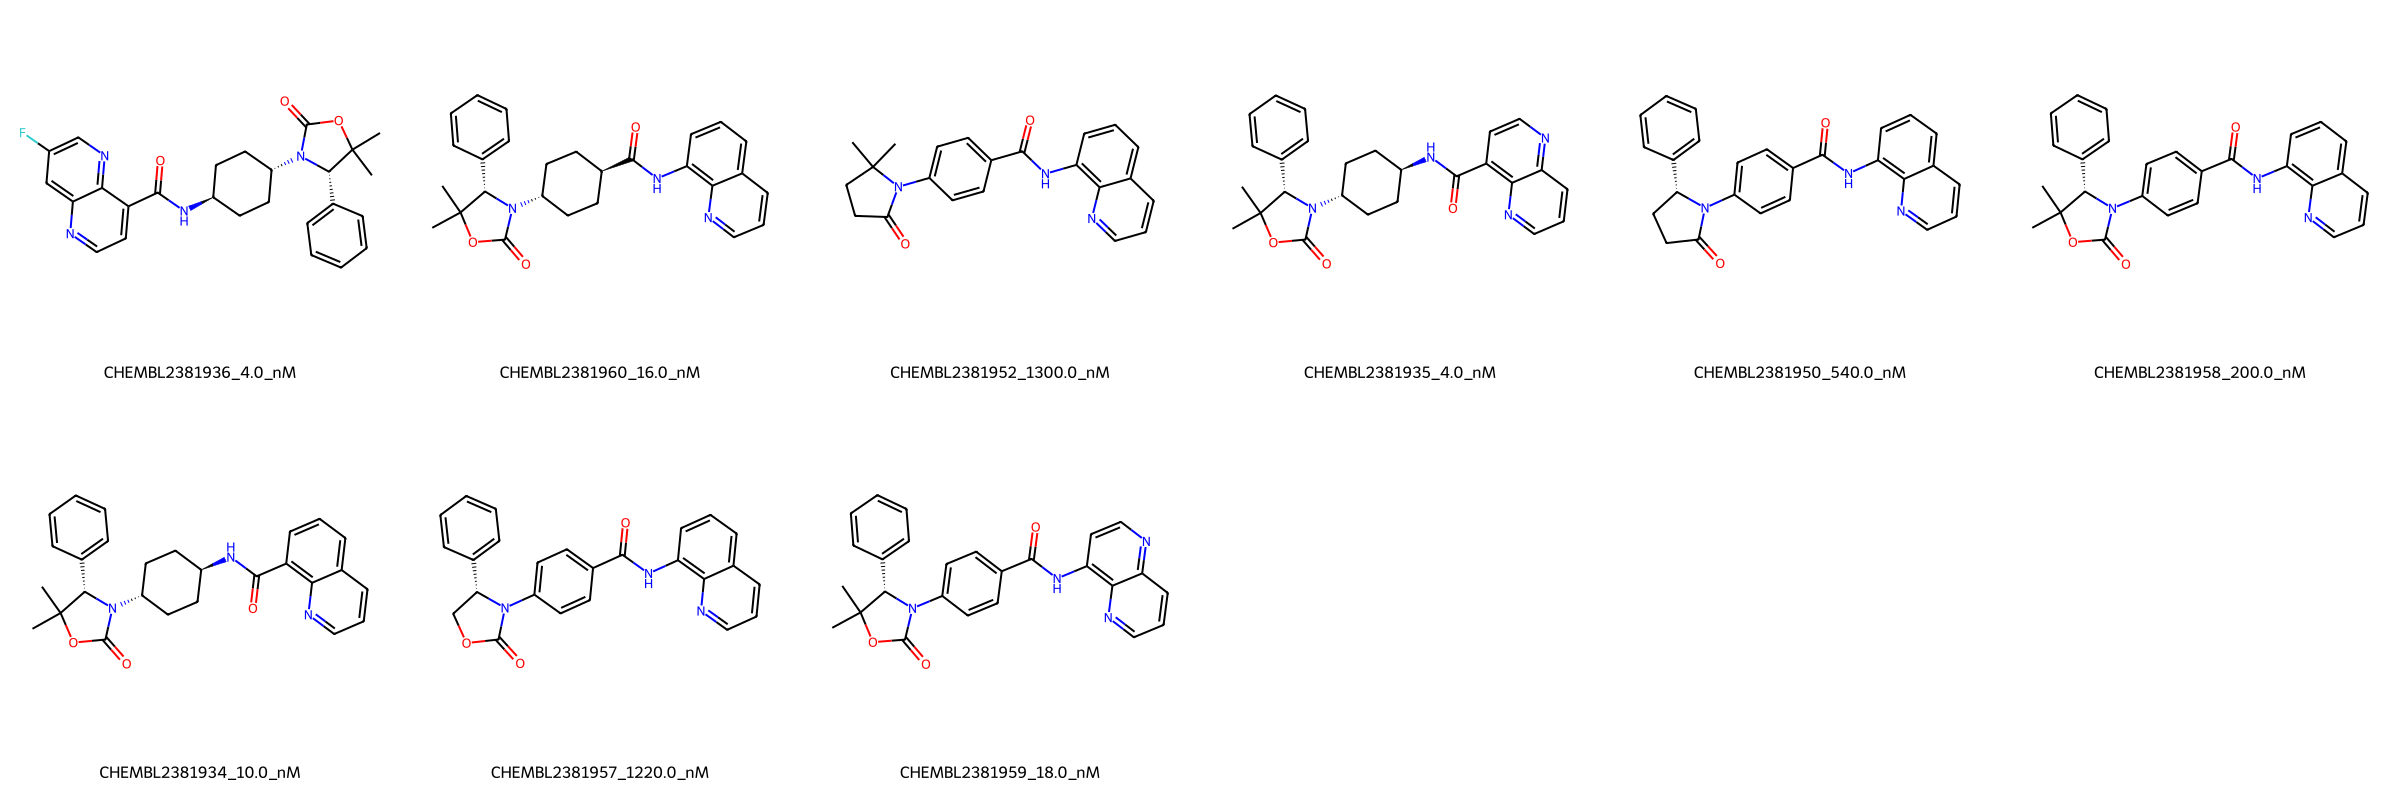 CHEMBL2381936_4.0_nM
CHEMBL2381960_16.0_nM
CHEMBL2381952_1300.0_nM
CHEMBL2381935_4.0_nM
CHEMBL2381950_540.0_nM
CHEMBL2381958_200.0_nM
CHEMBL2381934_10.0_nM
CHEMBL2381957_1220.0_nM
CHEMBL2381959_18.0_nM